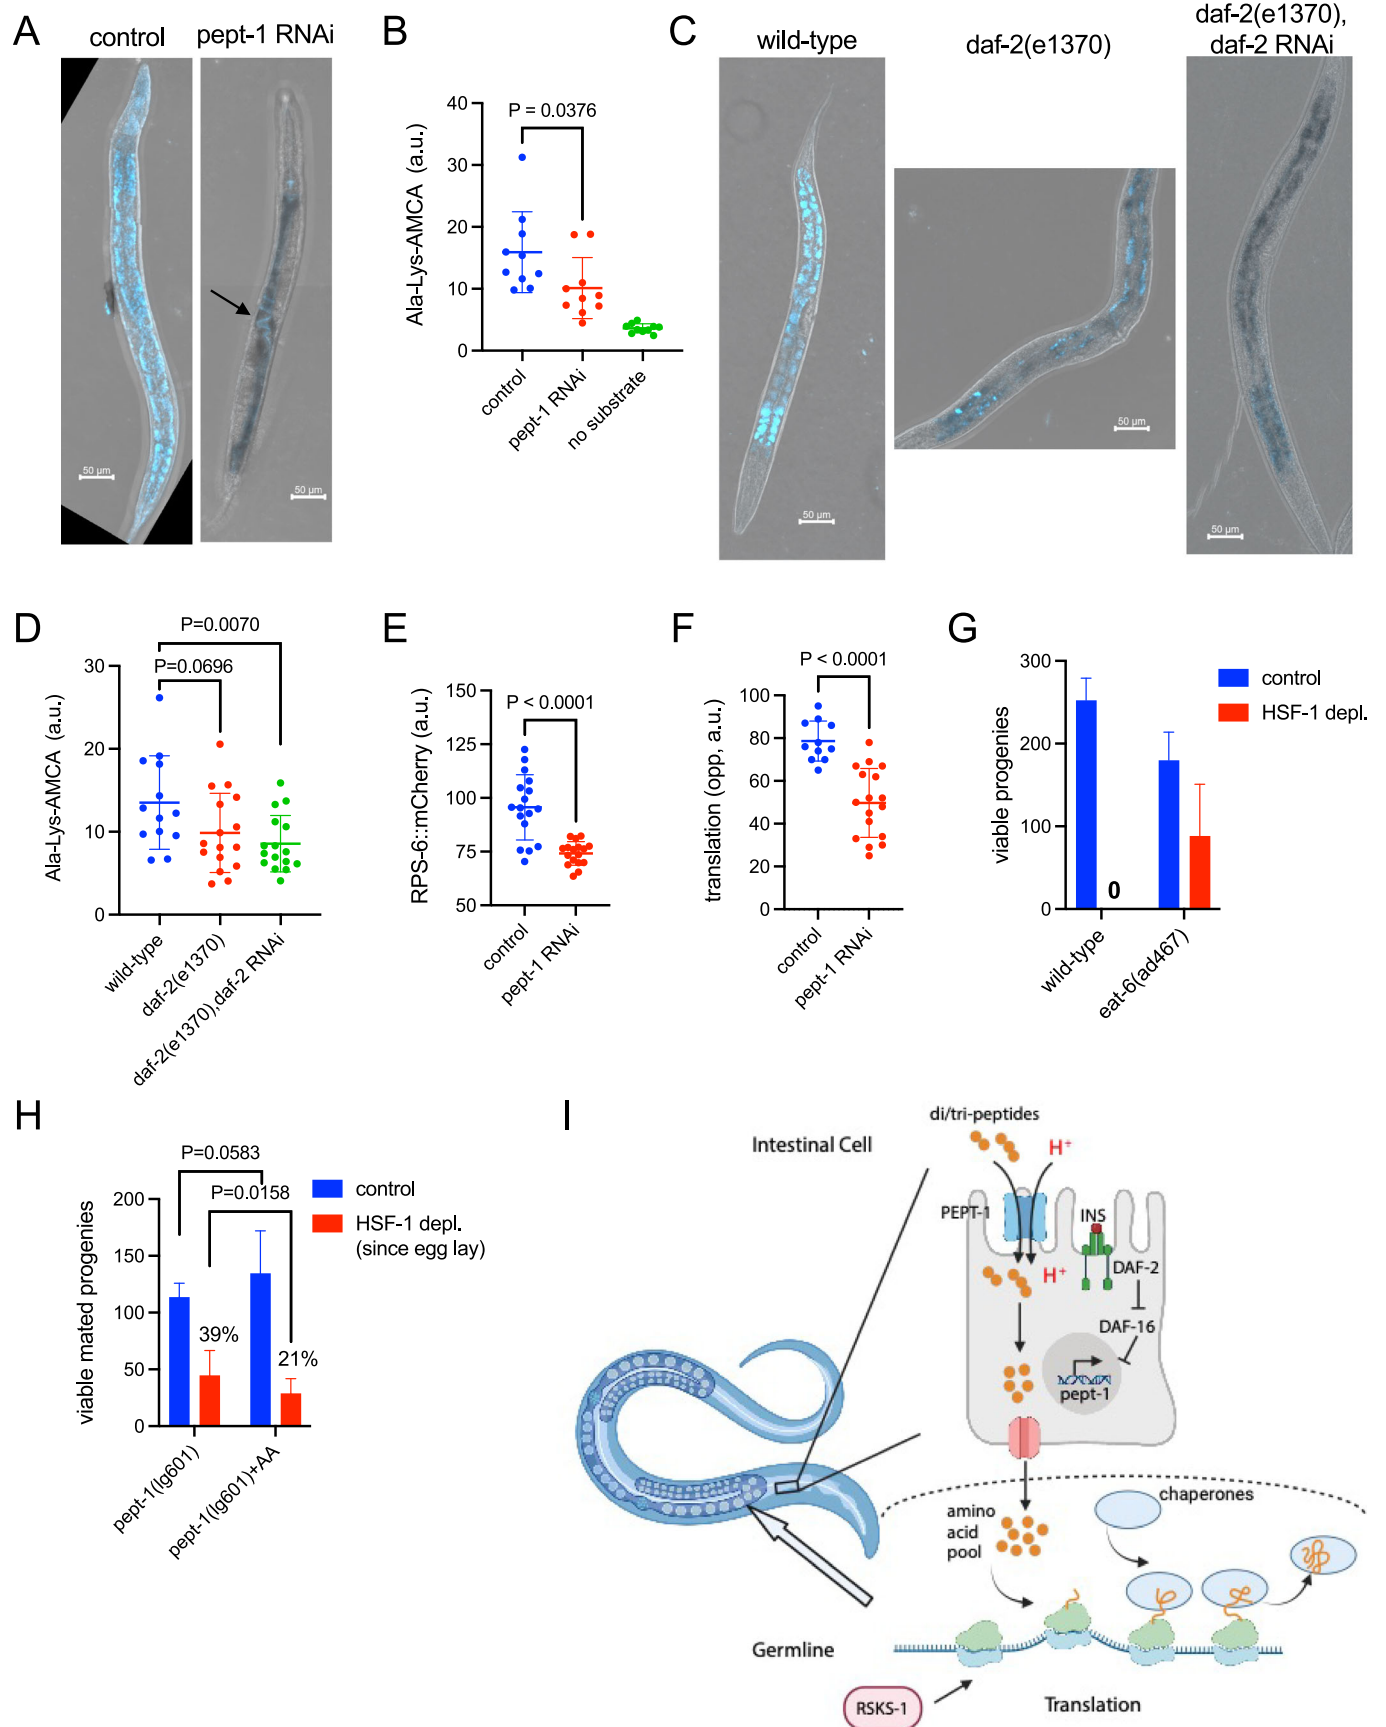 A
control
pept-1 RNAi
50 µm
50 µm
B
P = 0.0376
Ala-Lys-AMCA (a.u.)
40
30
20
10
0
control
pept-1 RNAi
no substrate
C
wild-type
daf-2(e1370)
daf-2(e1370),
daf-2 RNAi
50 µm
50 µm
50 µm
D
P=0.0070
P=0.0696
Ala-Lys-AMCA (a.u.)
30
20
10
0
wild-type
daf-2(e1370)
daf-2(e1370),daf-2 RNAi
E
P < 0.0001
RPS-6::mCherry (a.u.)
150
125
100
75
50
control
pept-1 RNAi
F
P < 0.0001
translation (opp, a.u.)
100
80
60
40
20
0
control
pept-1 RNAi
G
viable progenies
300
200
100
0
0
wild-type
eat-6(ad467)
control
HSF-1 depl.
H
P=0.0583
P=0.0158
viable mated progenies
200
150
100
50
0
39%
21%
pept-1(lg601)
pept-1(lg601)+AA
control
HSF-1 depl.
(since egg lay)
I
Intestinal Cell
di/tri-peptides
H⁺
PEPT-1
INS
H⁺
DAF-2
DAF-16
pept-1
amino
acid
pool
chaperones
Germline
RSKS-1
Translation